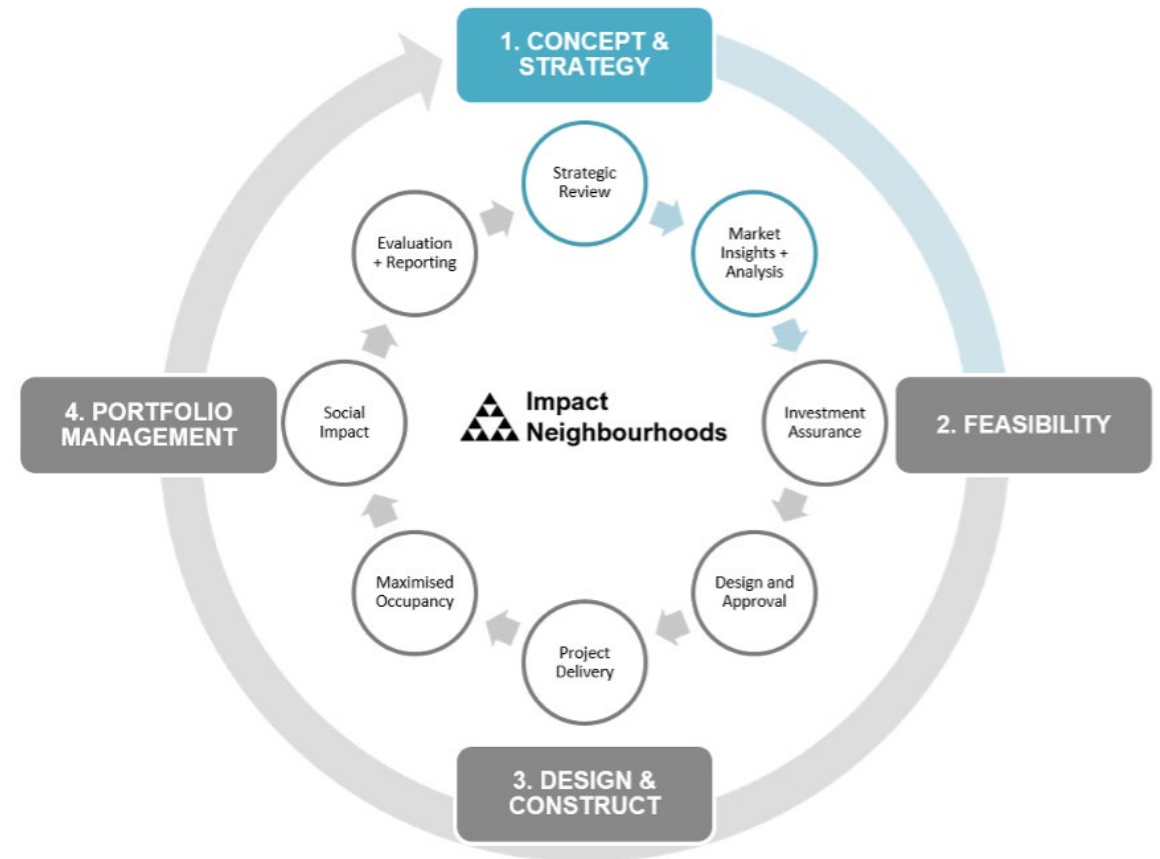 1. CONCEPT &
STRATEGY
Strategic
Review
Market
Insights +
Analysis
Investment
Assurance
2. FEASIBILITY
Design and
Approval
Project
Delivery
3. DESIGN &
CONSTRUCT
Maximised
Occupancy
Social
Impact
4. PORTFOLIO
MANAGEMENT
Evaluation
+ Reporting
Impact
Neighbourhoods